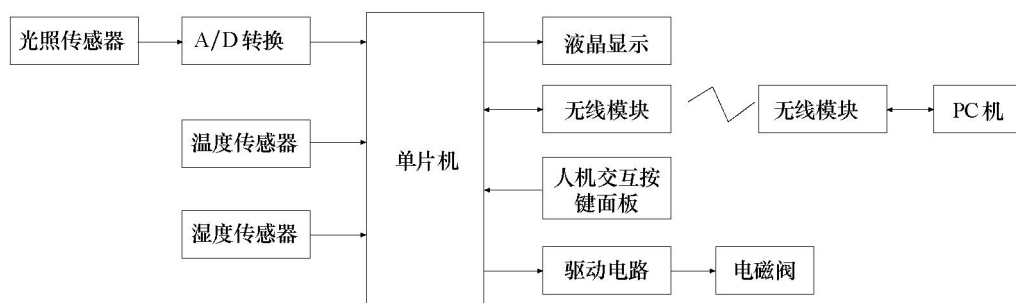 光照传感器
A/D 转换
液晶显示
无线模块
无线模块
PC 机
温度传感器
单片机
人机交互按
键面板
湿度传感器
驱动电路
电磁阀